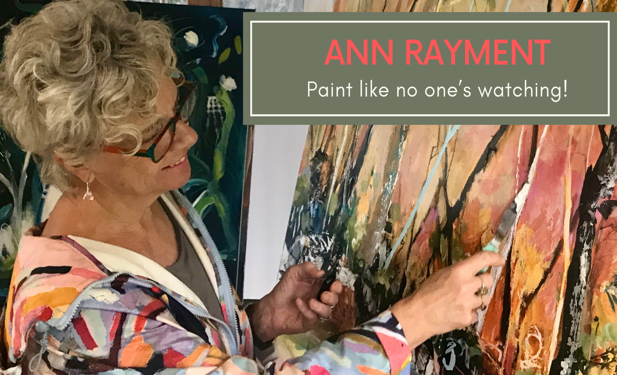 ANN RAYMENT
Paint like no one's watching!